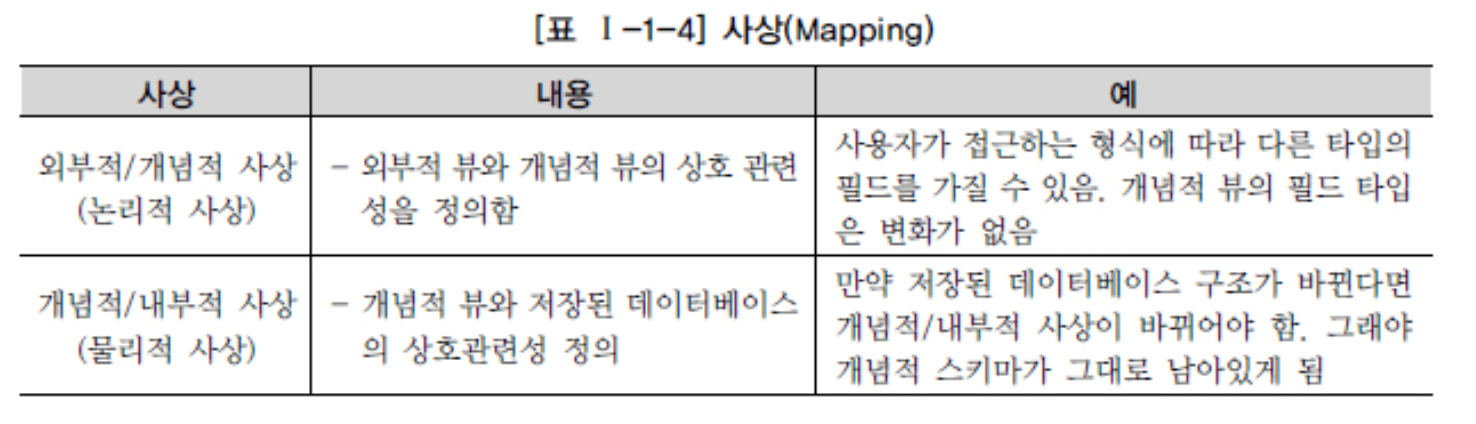 [표 Ⅰ-1-4] 사상(Mapping)
사상 내용 예
외부적/개념적 사상
(논리적 사상)
- 외부적 뷰와 개념적 뷰의 상호 관련
성을 정의함
사용자가 접근하는 형식에 따라 다른 타입의
필드를 가질 수 있음. 개념적 뷰의 필드 타입
은 변화가 없음
개념적/내부적 사상
(물리적 사상)
- 개념적 뷰와 저장된 데이터베이스
의 상호관련성 정의
만약 저장된 데이터베이스 구조가 바뀐다면
개념적/내부적 사상이 바뀌어야 함. 그래야
개념적 스키마가 그대로 남아있게 됨